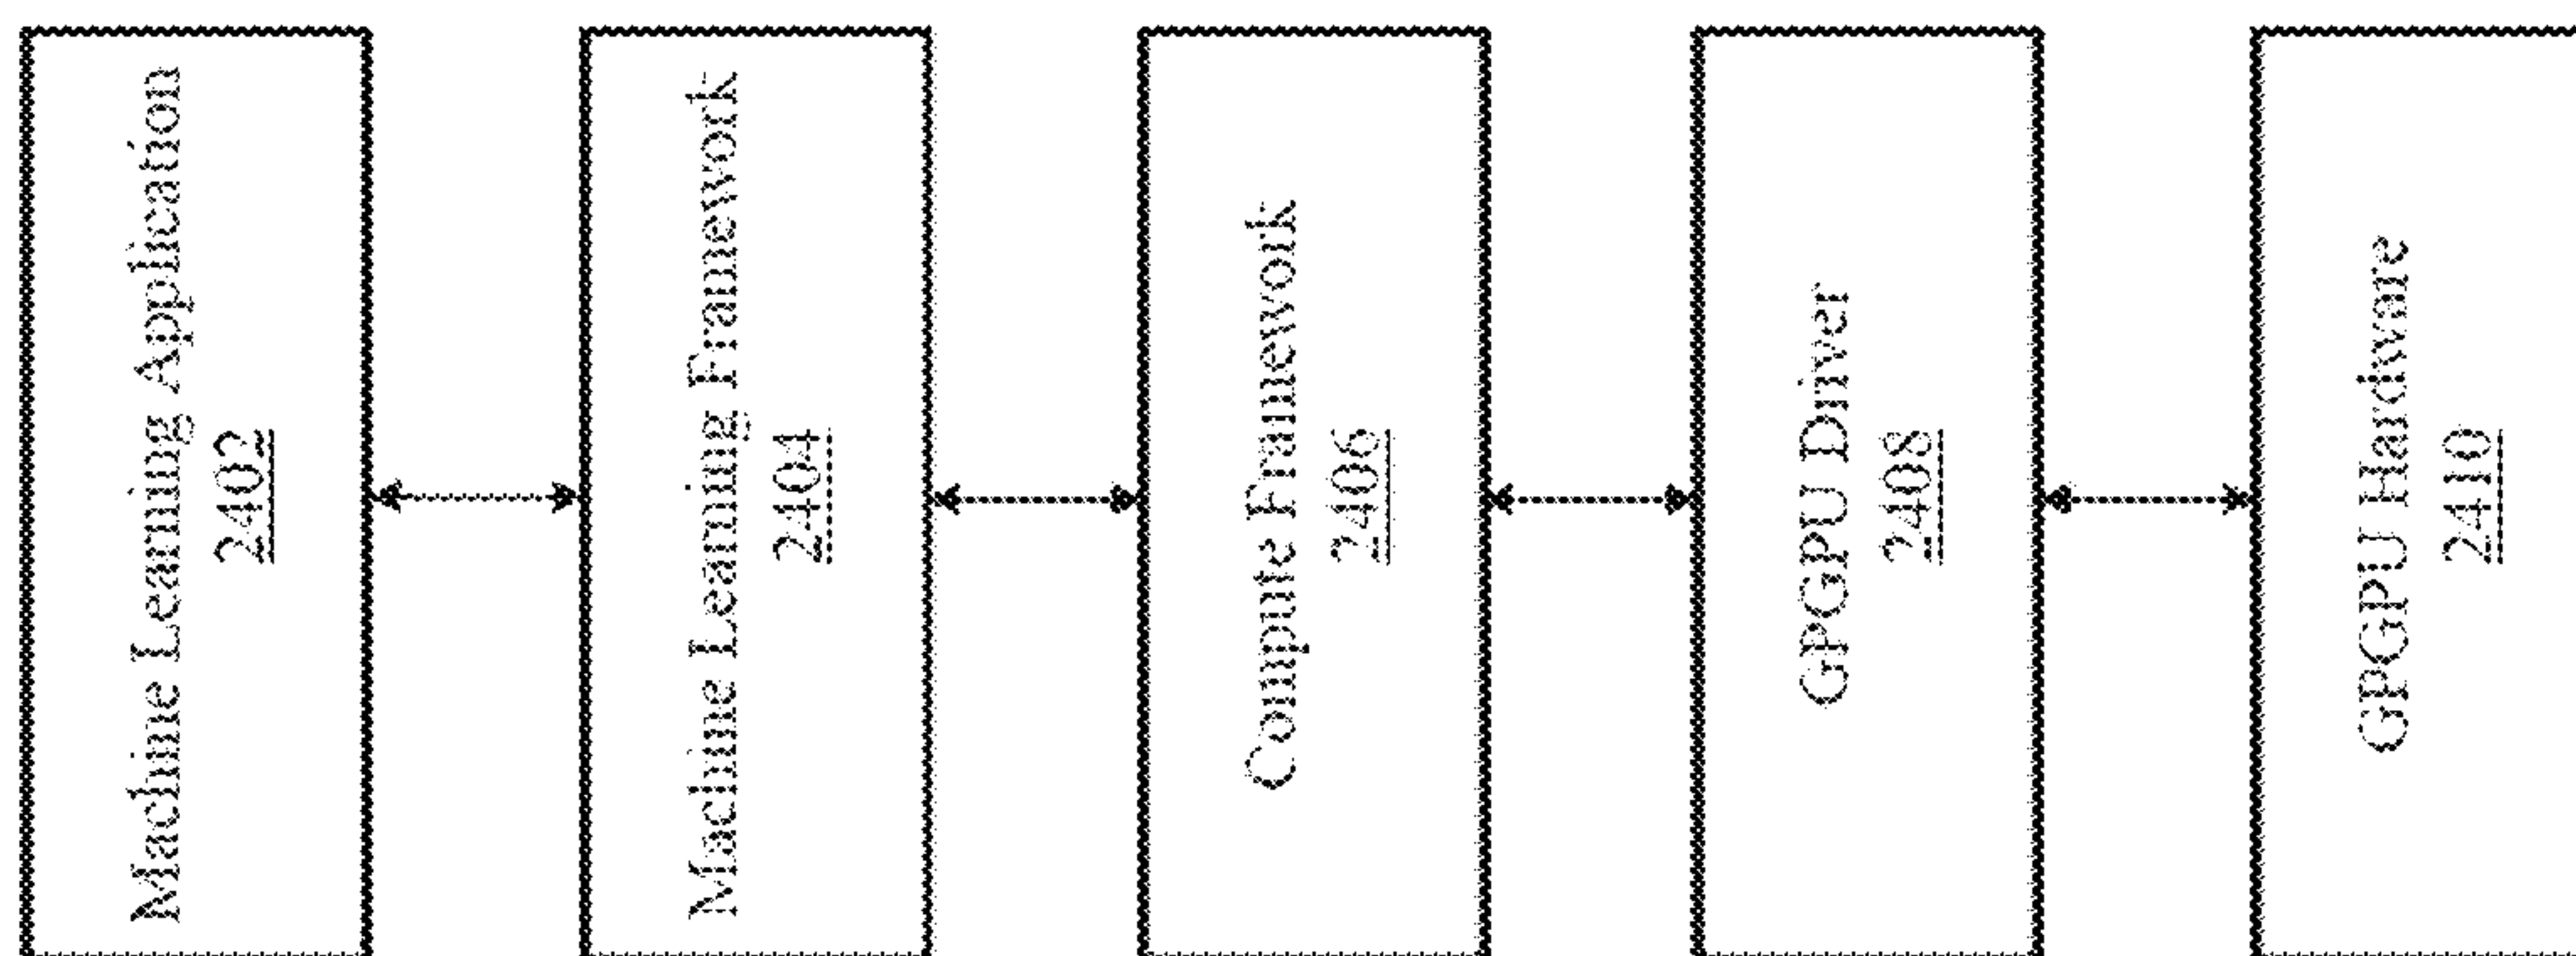 Machine Learning Application
2402
Machine Learning Framework
2404
Compute Framework
2406
GPGPU Driver
2408
GPGPU Hardware
2410